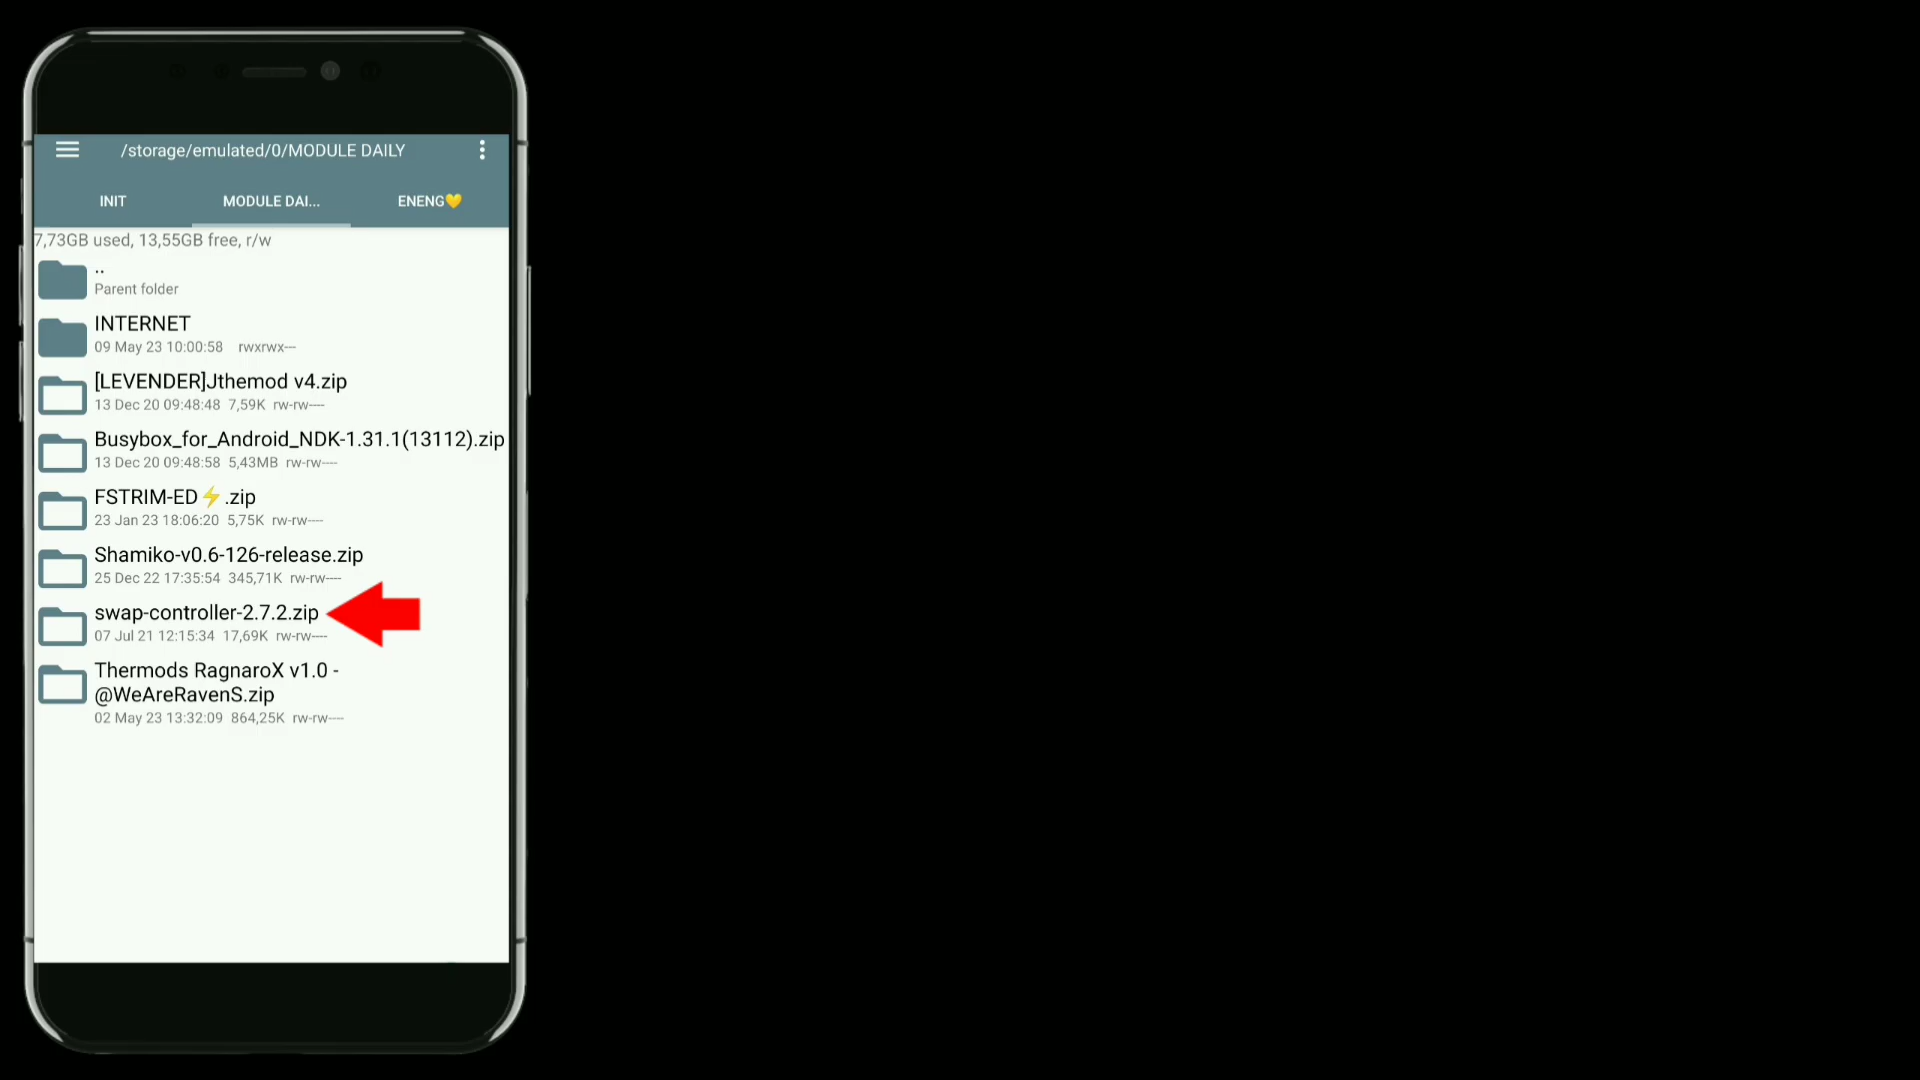 /storage/emulated/0/MODULE DAILY
INIT
MODULE DAI...
ENENG💛
7,73GB used, 13,55GB free, r/w
..
Parent folder
INTERNET
09 May 23 10:00:58 rwxrwx---
[LEVENDER]Jthemod v4.zip
13 Dec 20 09:48:48 7,59K rw-rw----
Busybox_for_Android_NDK-1.31.1(13112).zip
13 Dec 20 09:48:58 5,43MB rw-rw----
FSTRIM-ED⚡.zip
23 Jan 23 18:06:20 5,75K rw-rw----
Shamiko-v0.6-126-release.zip
25 Dec 22 17:35:54 345,71K rw-rw----
swap-controller-2.7.2.zip
07 Jul 21 12:15:34 17,69K rw-rw----
Thermods RagnaroX v1.0 -
@WeAreRavenS.zip
02 May 23 13:32:09 864,25K rw-rw----